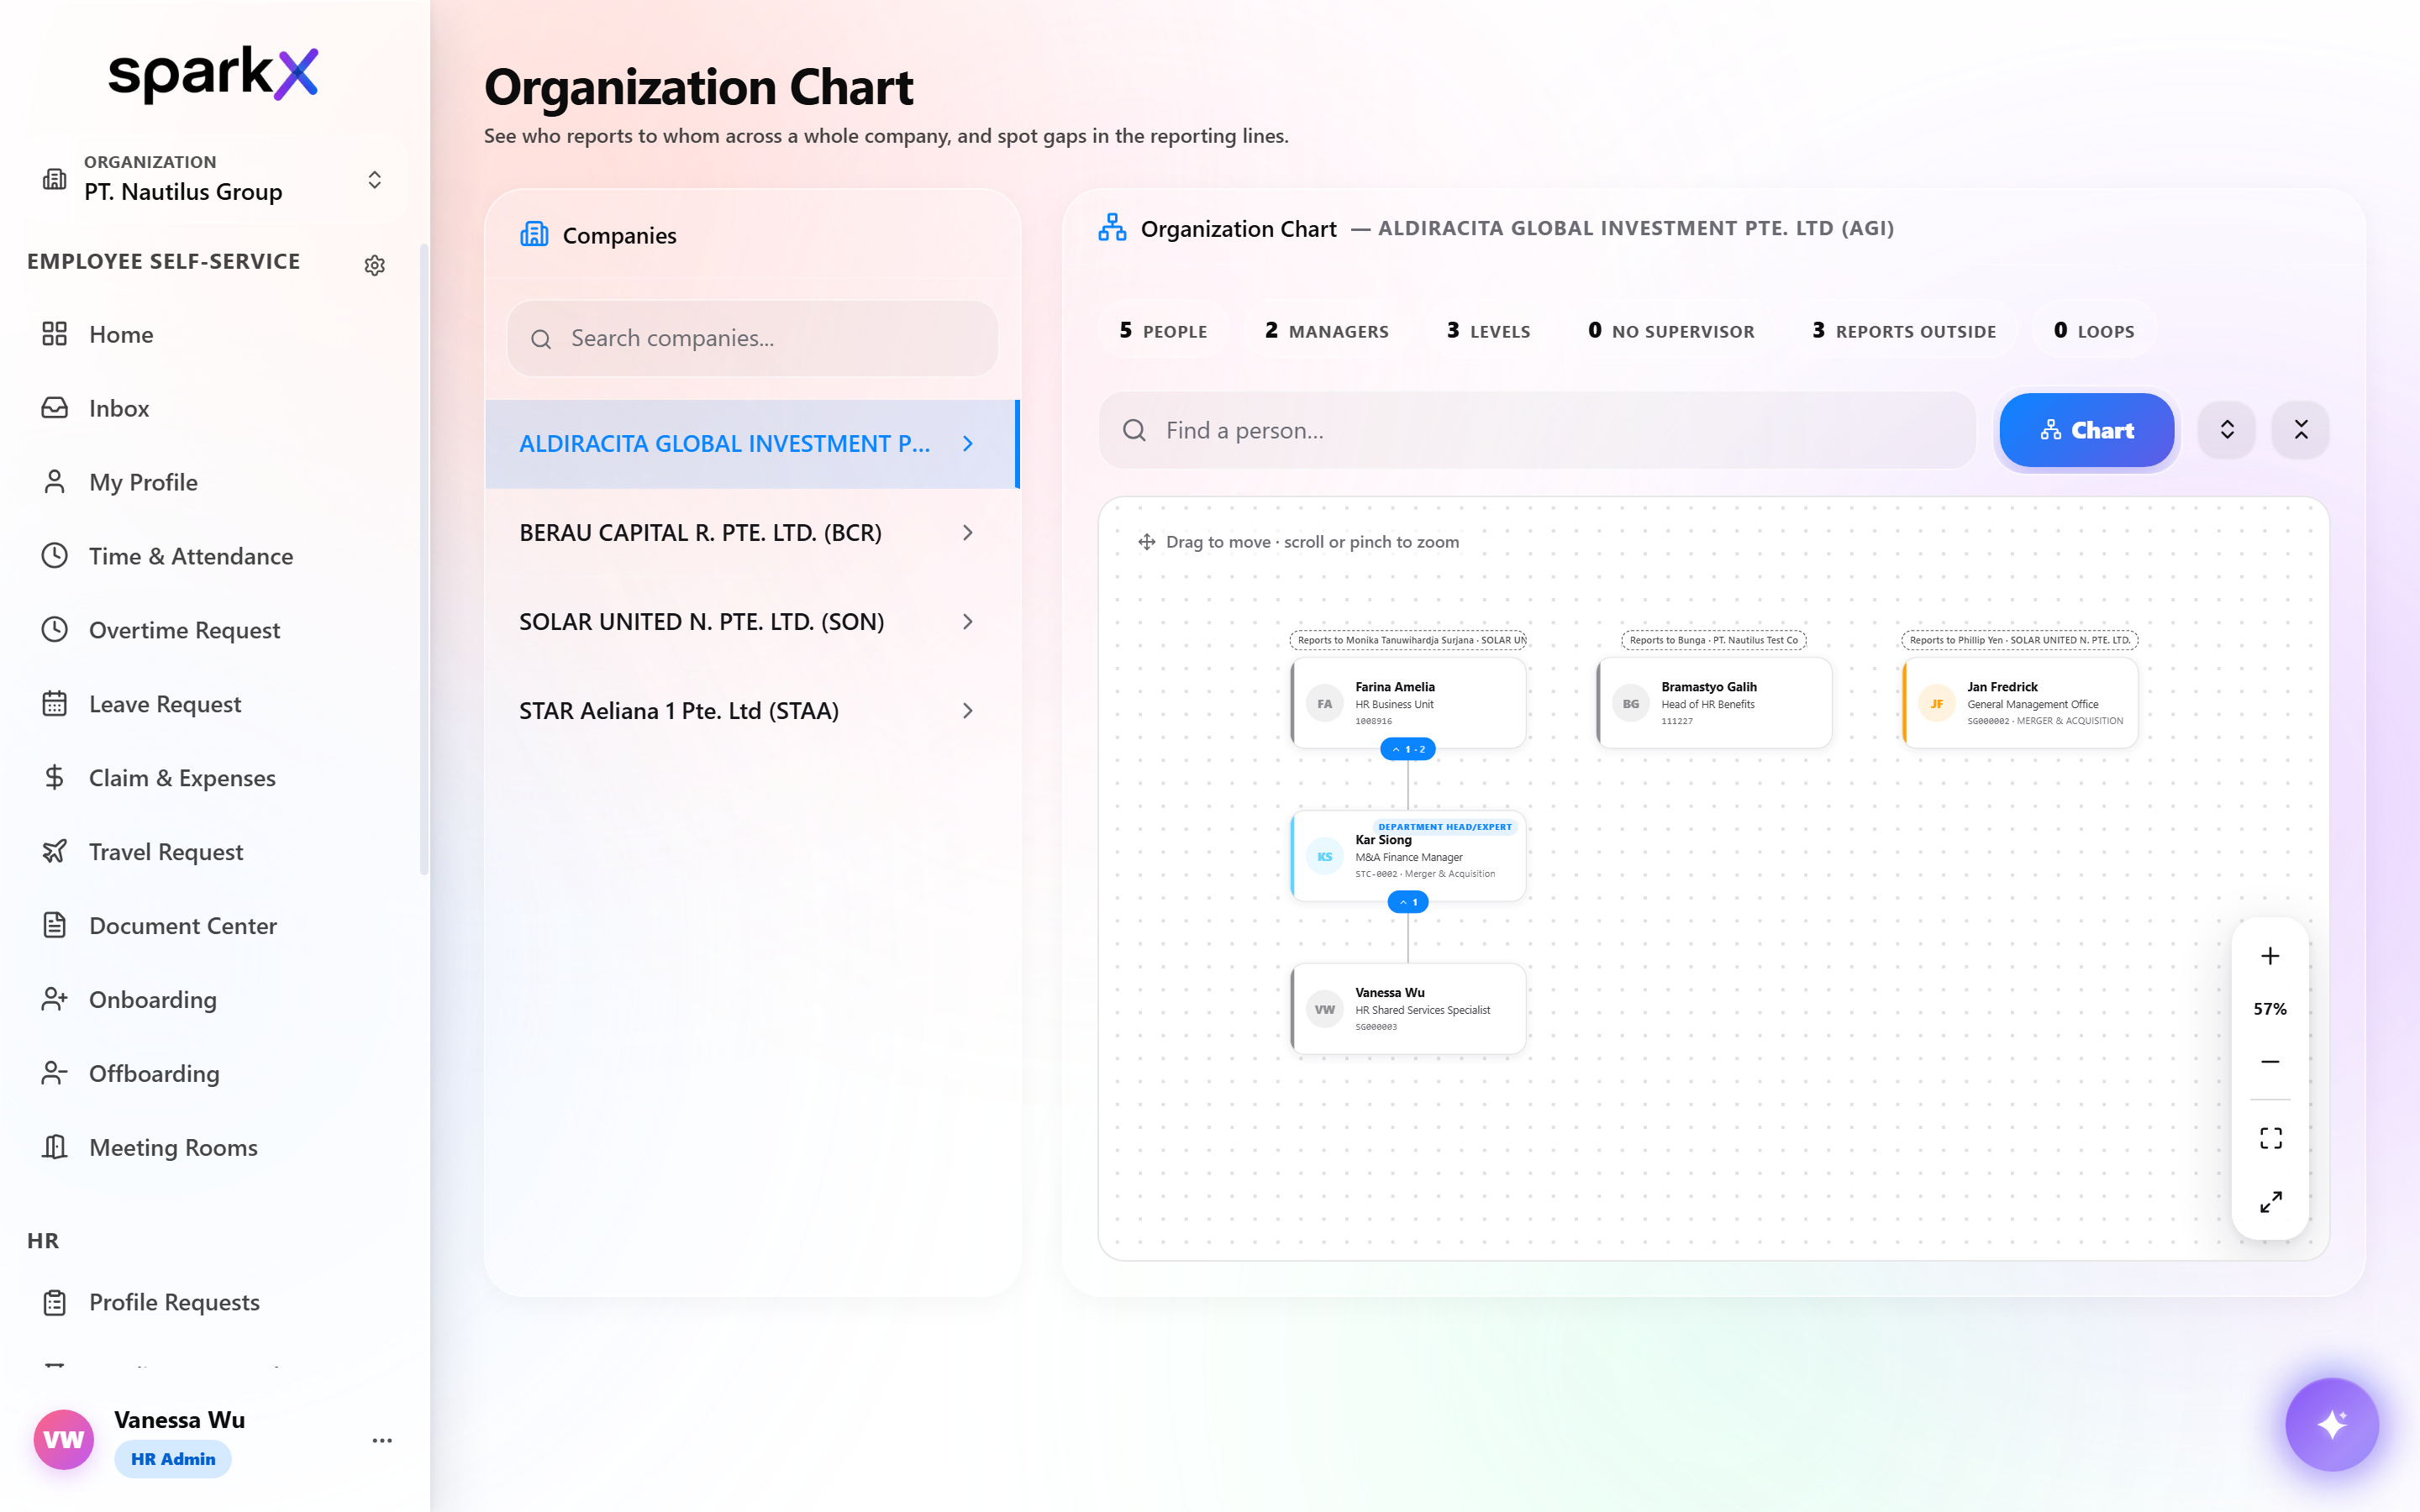 sparkX
ORGANIZATION
PT. Nautilus Group
EMPLOYEE SELF-SERVICE
Home
Inbox
My Profile
Time & Attendance
Overtime Request
Leave Request
Claim & Expenses
Travel Request
Document Center
Onboarding
Offboarding
Meeting Rooms
HR
Profile Requests
VW
Vanessa Wu
HR Admin
Organization Chart
See who reports to whom across a whole company, and spot gaps in the reporting lines.
Companies
Search companies...
ALDIRACITA GLOBAL INVESTMENT P...
BERAU CAPITAL R. PTE. LTD. (BCR)
SOLAR UNITED N. PTE. LTD. (SON)
STAR Aeliana 1 Pte. Ltd (STAA)
Organization Chart — ALDIRACITA GLOBAL INVESTMENT PTE. LTD (AGI)
5 PEOPLE 2 MANAGERS 3 LEVELS 0 NO SUPERVISOR 3 REPORTS OUTSIDE 0 LOOPS
Find a person...
Chart
Drag to move · scroll or pinch to zoom
Reports to Monika Tanuwihardja Surjana · SOLAR UN
FA
Farina Amelia
HR Business Unit
1008916
1 · 2
Reports to Bunga · PT. Nautilus Test Co
BG
Bramastyo Galih
Head of HR Benefits
111227
Reports to Phillip Yen · SOLAR UNITED N. PTE. LTD.
JF
Jan Fredrick
General Management Office
SG000002 · MERGER & ACQUISITION
DEPARTMENT HEAD/EXPERT
KS
Kar Siong
M&A Finance Manager
STC-0002 · Merger & Acquisition
1
VW
Vanessa Wu
HR Shared Services Specialist
SG000003
57%